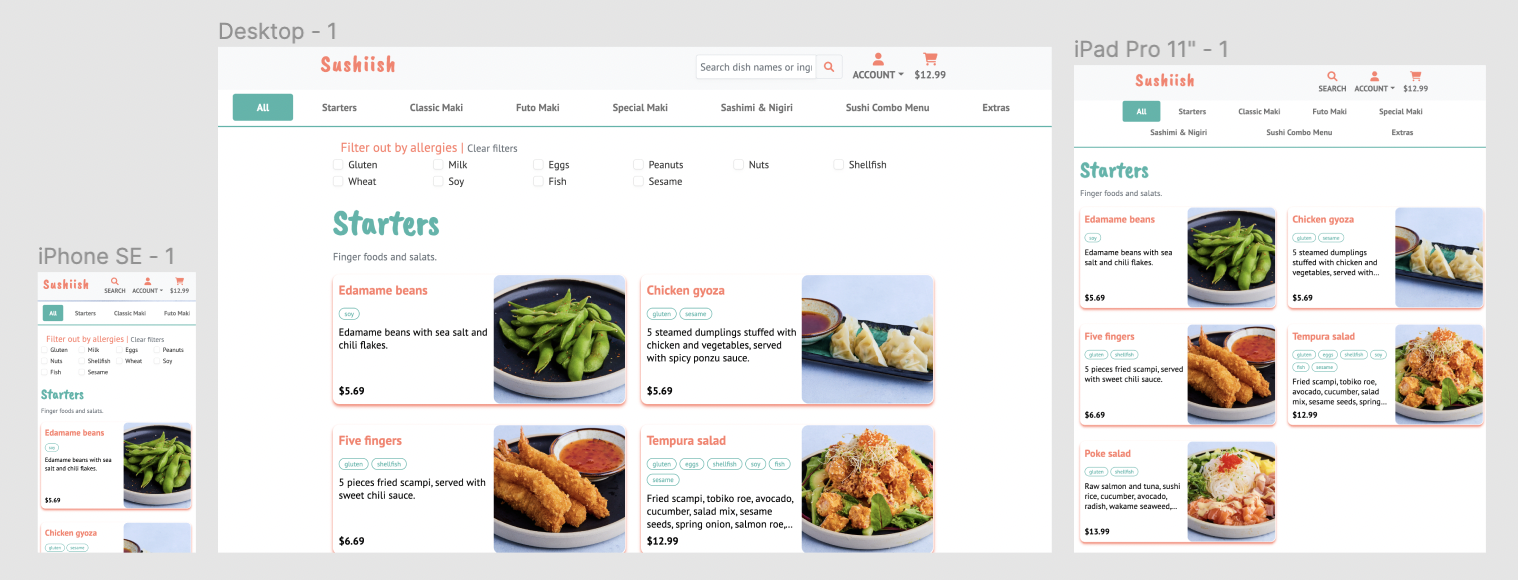 iPhone SE - 1
Sushiish
SEARCH ACCOUNT $12.99
All Starters Classic Maki Futo Maki
Filter out by allergies | Clear filters
Gluten Milk Eggs Peanuts
Nuts Shellfish Wheat Soy
Fish Sesame
Starters
Finger foods and salats.
Edamame beans
soy
Edamame beans with sea
salt and chili flakes.
$5.69
Chicken gyoza
gluten sesame
Desktop - 1
Sushiish
Search dish names or ingr
ACCOUNT $12.99
All Starters Classic Maki Futo Maki Special Maki Sashimi & Nigiri Sushi Combo Menu Extras
Filter out by allergies | Clear filters
Gluten Milk Eggs Peanuts Nuts Shellfish
Wheat Soy Fish Sesame
Starters
Finger foods and salats.
Edamame beans
soy
Edamame beans with sea salt and
chili flakes.
$5.69
Chicken gyoza
gluten sesame
5 steamed dumplings stuffed with
chicken and vegetables, served
with spicy ponzu sauce.
$5.69
Five fingers
gluten shellfish
5 pieces fried scampi, served with
sweet chili sauce.
$6.69
Tempura salad
gluten eggs shellfish soy fish
sesame
Fried scampi, tobiko roe, avocado,
cucumber, salad mix, sesame
seeds, spring onion, salmon roe,...
$12.99
iPad Pro 11" - 1
Sushiish
SEARCH ACCOUNT $12.99
All Starters Classic Maki Futo Maki Special Maki
Sashimi & Nigiri Sushi Combo Menu Extras
Starters
Finger foods and salats.
Edamame beans
soy
Edamame beans with sea
salt and chili flakes.
$5.69
Chicken gyoza
gluten sesame
5 steamed dumplings
stuffed with chicken and
vegetables, served with...
$5.69
Five fingers
gluten shellfish
5 pieces fried scampi, served
with sweet chili sauce.
$6.69
Tempura salad
gluten eggs shellfish soy
fish sesame
Fried scampi, tobiko roe,
avocado, cucumber, salad
mix, sesame seeds, spring...
$12.99
Poke salad
gluten shellfish
Raw salmon and tuna, sushi
rice, cucumber, avocado,
radish, wakame seaweed,...
$13.99